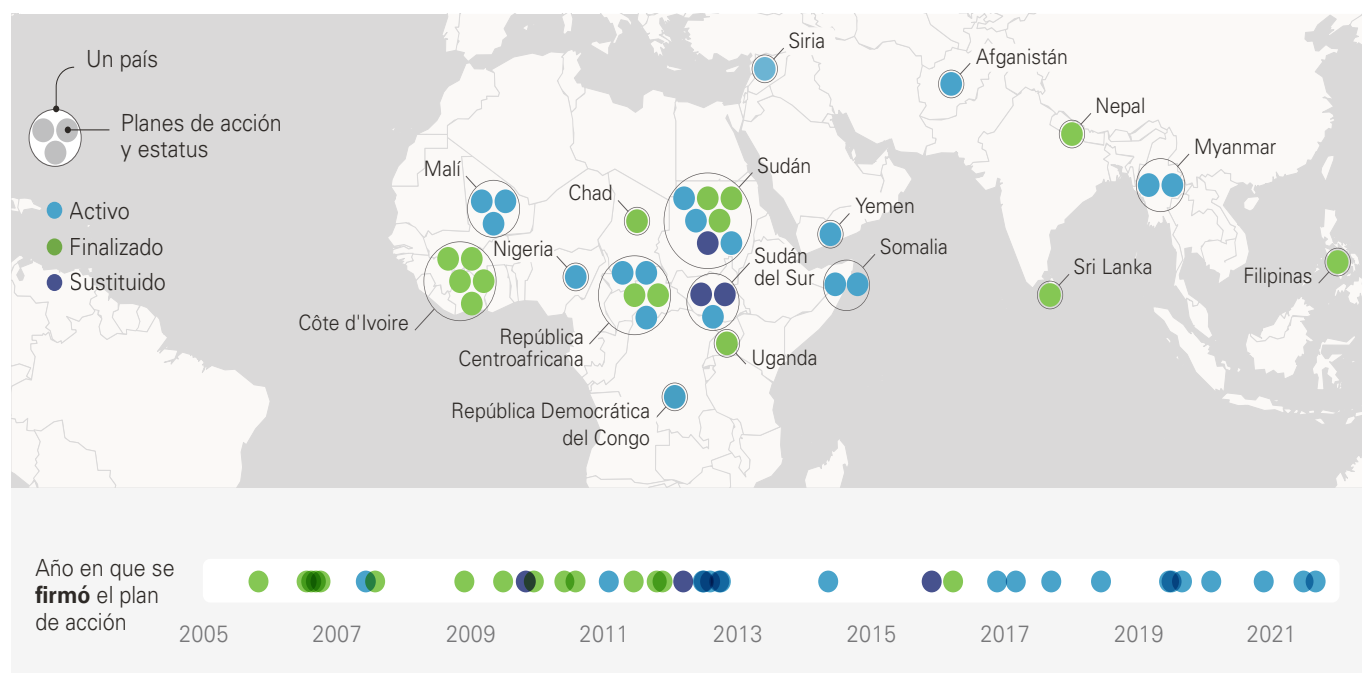 Un país
Planes de acción
y estatus
Activo
Finalizado
Sustituido
Siria
Afganistán
Nepal
Myanmar
Malí
Chad
Sudán
Yemen
Nigeria
Somalia
Sudán
del Sur
Sri Lanka
Filipinas
Côte d'Ivoire
República
Centroafricana
Uganda
República Democrática
del Congo
Año en que se
firmó el plan
de acción
2005 2007 2009 2011 2013 2015 2017 2019 2021